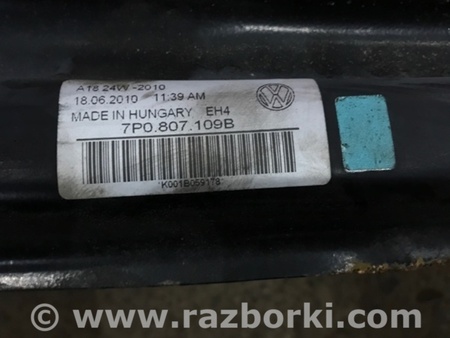 A18 24W -2010
18.06.2010 11:39 AM
MADE IN HUNGARY EH4
7P0.807.109B
*K001B059178*
© www.razborki.com